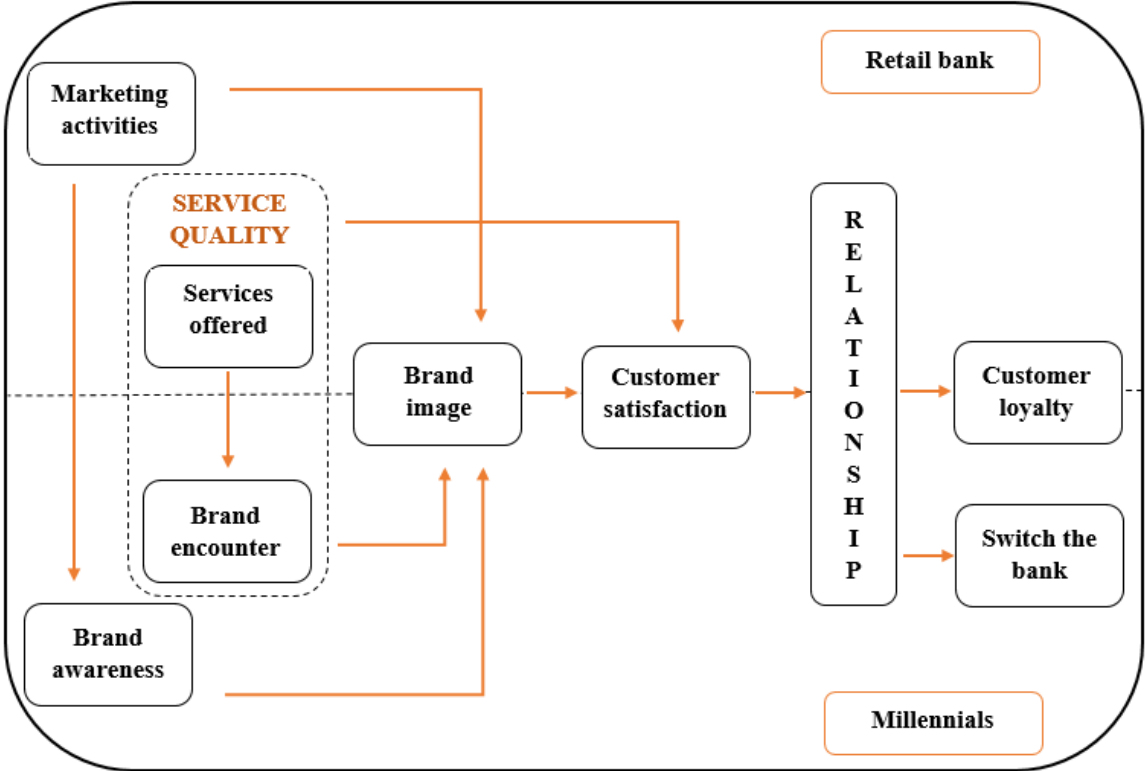 Retail bank
Marketing
activities
SERVICE
QUALITY
Services
offered
Brand
image
Customer
satisfaction
R
E
L
A
T
I
O
N
S
H
I
P
Customer
loyalty
Brand
encounter
Switch the
bank
Brand
awareness
Millennials